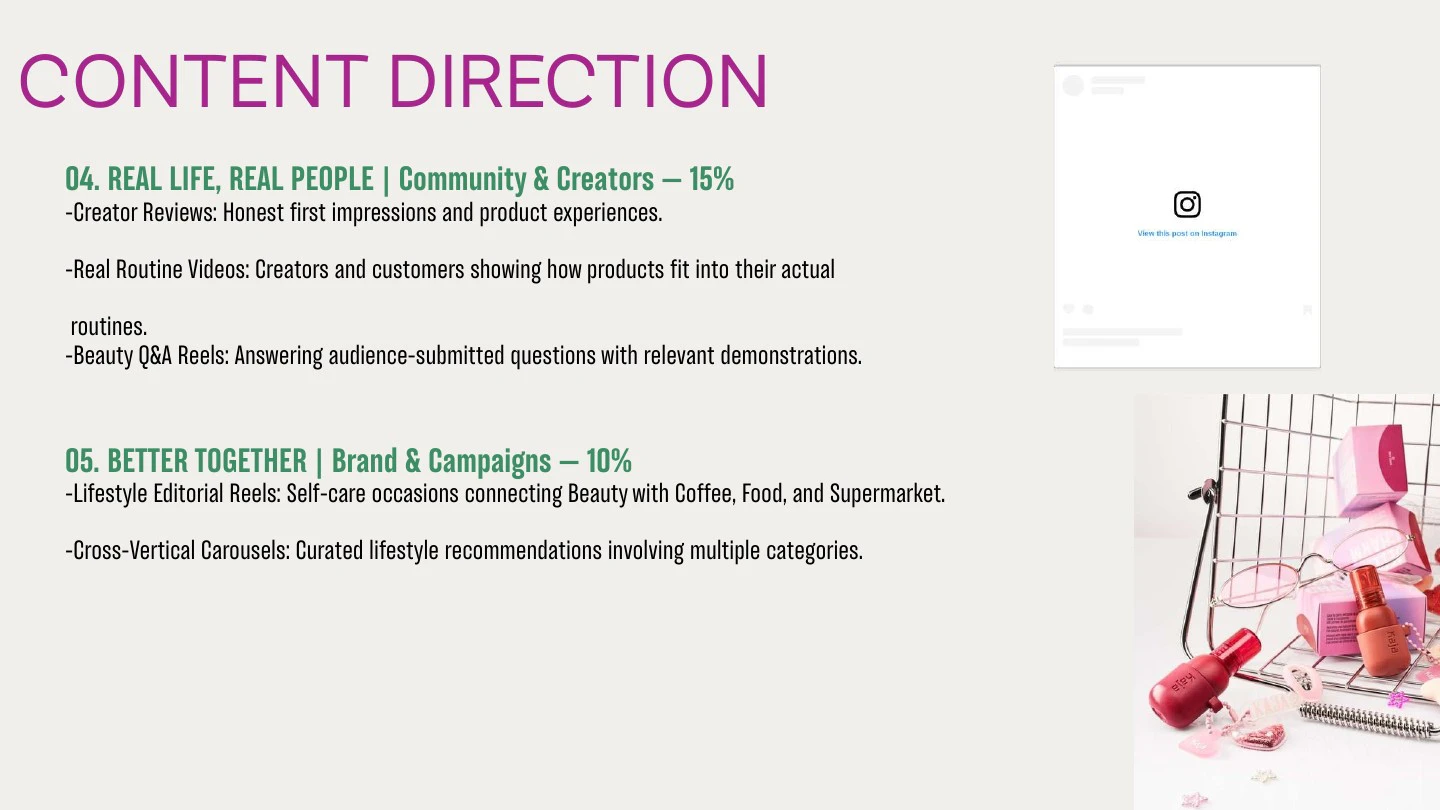 CONTENT DIRECTION
04. REAL LIFE, REAL PEOPLE | Community & Creators — 15%
-Creator Reviews: Honest first impressions and product experiences.
-Real Routine Videos: Creators and customers showing how products fit into their actual
routines.
-Beauty Q&A Reels: Answering audience-submitted questions with relevant demonstrations.
05. BETTER TOGETHER | Brand & Campaigns — 10%
-Lifestyle Editorial Reels: Self-care occasions connecting Beauty with Coffee, Food, and Supermarket.
-Cross-Vertical Carousels: Curated lifestyle recommendations involving multiple categories.
View this post on Instagram
kaja
kaja